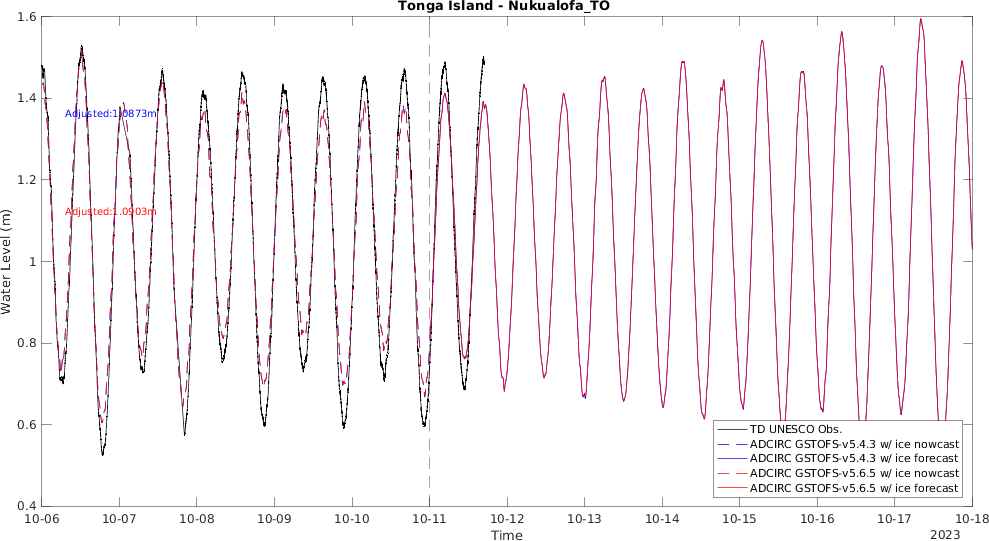 Tonga Island - Nukualofa_TO
1.6
1.4
1.2
1
0.8
0.6
0.4
Water Level (m)
Adjusted:1.0873m
Adjusted:1.0903m
TD UNESCO Obs.
ADCIRC GSTOFS-v5.4.3 w/ ice nowcast
ADCIRC GSTOFS-v5.4.3 w/ ice forecast
ADCIRC GSTOFS-v5.6.5 w/ ice nowcast
ADCIRC GSTOFS-v5.6.5 w/ ice forecast
10-06 10-07 10-08 10-09 10-10 10-11 10-12 10-13 10-14 10-15 10-16 10-17 10-18
Time
2023